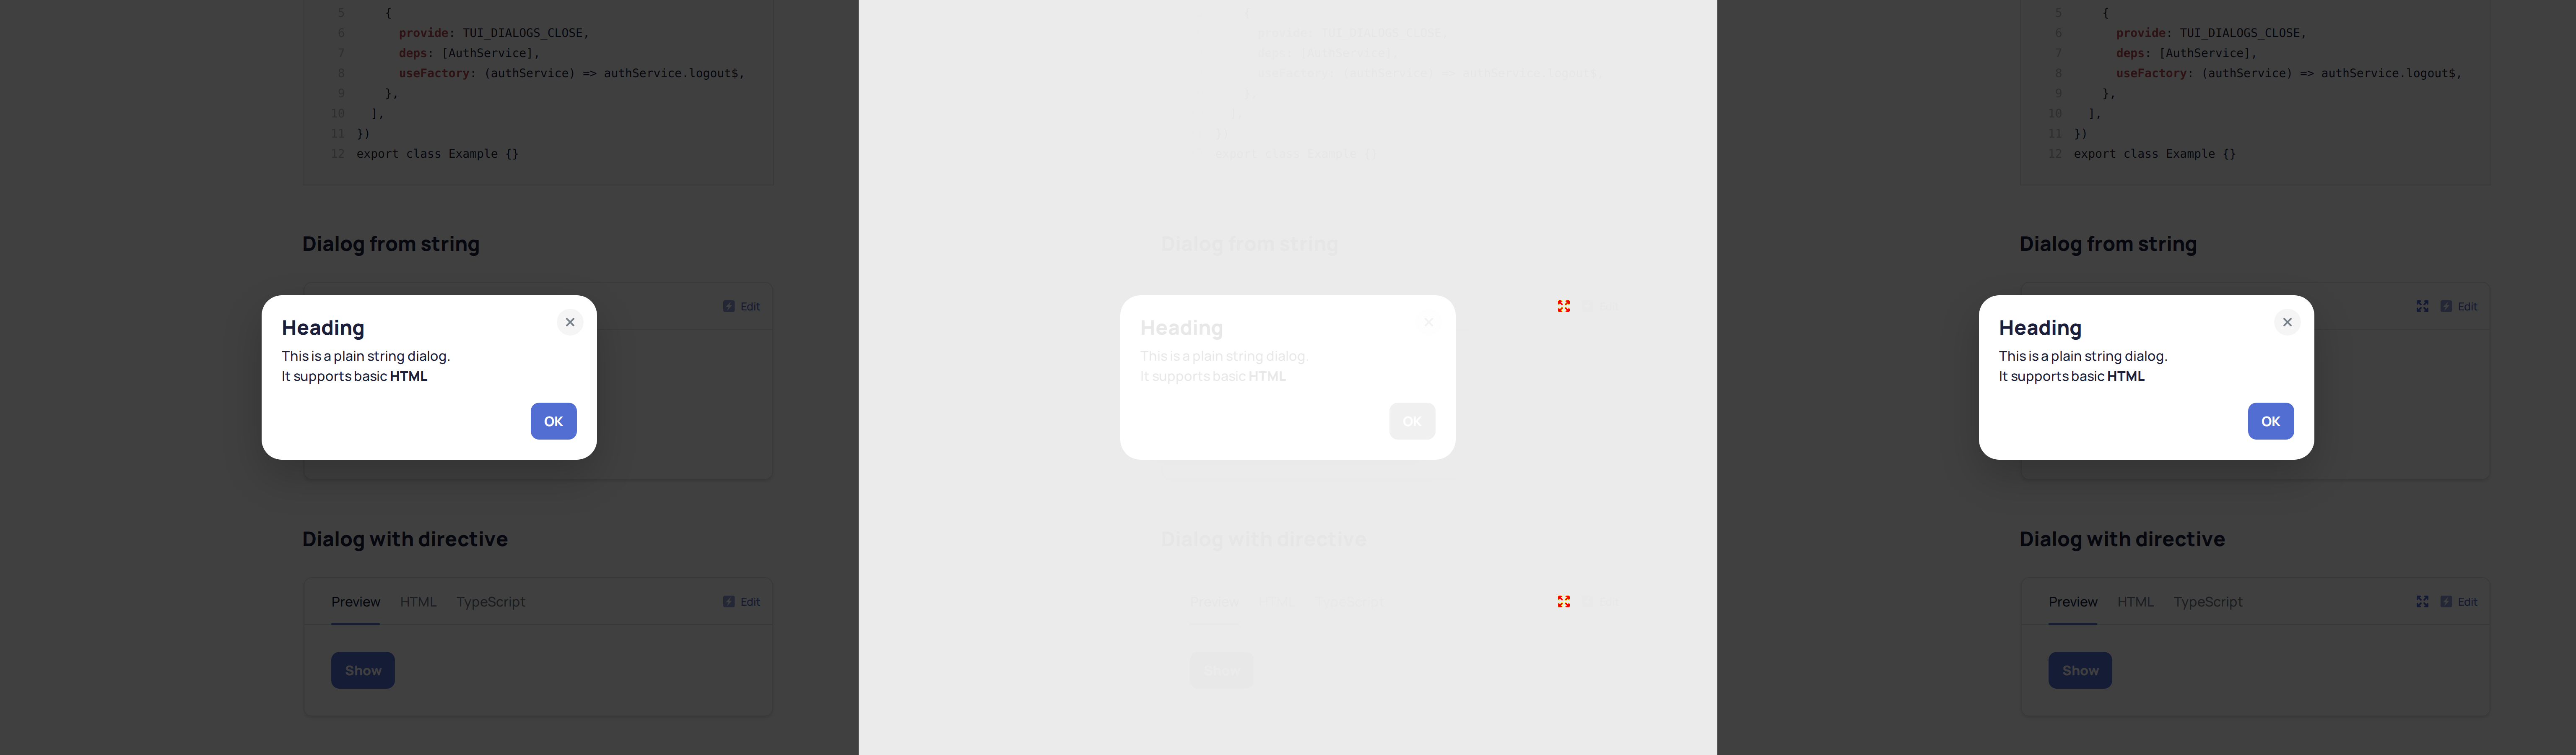 5 {
6 provide: TUI_DIALOGS_CLOSE,
7 deps: [AuthService],
8 useFactory: (authService) => authService.logout$,
9 },
10 ],
11 })
12 export class Example {}
Dialog from string
Edit
Heading
This is a plain string dialog.
It supports basic HTML
OK
Dialog with directive
Preview HTML TypeScript Edit
Show
Dialog from string
Heading
This is a plain string dialog.
It supports basic HTML
OK
Dialog with directive
5 {
6 provide: TUI_DIALOGS_CLOSE,
7 deps: [AuthService],
8 useFactory: (authService) => authService.logout$,
9 },
10 ],
11 })
12 export class Example {}
Dialog from string
Edit
Heading
This is a plain string dialog.
It supports basic HTML
OK
Dialog with directive
Preview HTML TypeScript Edit
Show